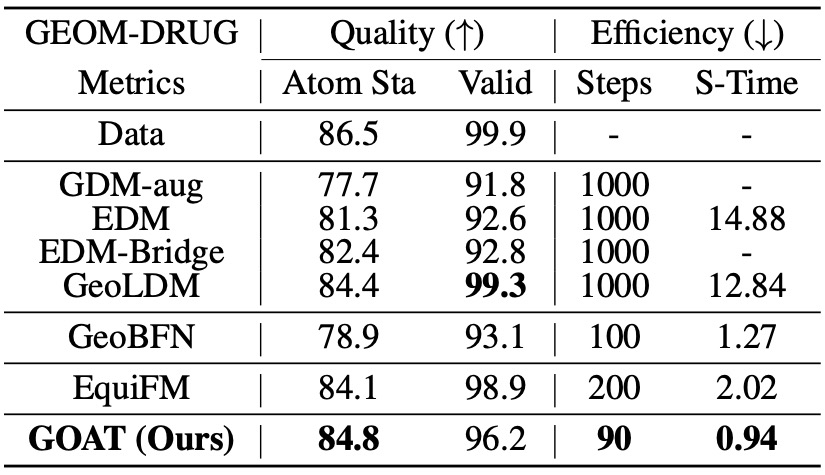 GEOM-DRUG | Quality (↑) | Efficiency (↓)
Metrics | Atom Sta Valid | Steps S-Time
Data | 86.5 99.9 | - -
GDM-aug | 77.7 91.8 | 1000 -
EDM | 81.3 92.6 | 1000 14.88
EDM-Bridge | 82.4 92.8 | 1000 -
GeoLDM | 84.4 99.3 | 1000 12.84
GeoBFN | 78.9 93.1 | 100 1.27
EquiFM | 84.1 98.9 | 200 2.02
GOAT (Ours) | 84.8 96.2 | 90 0.94